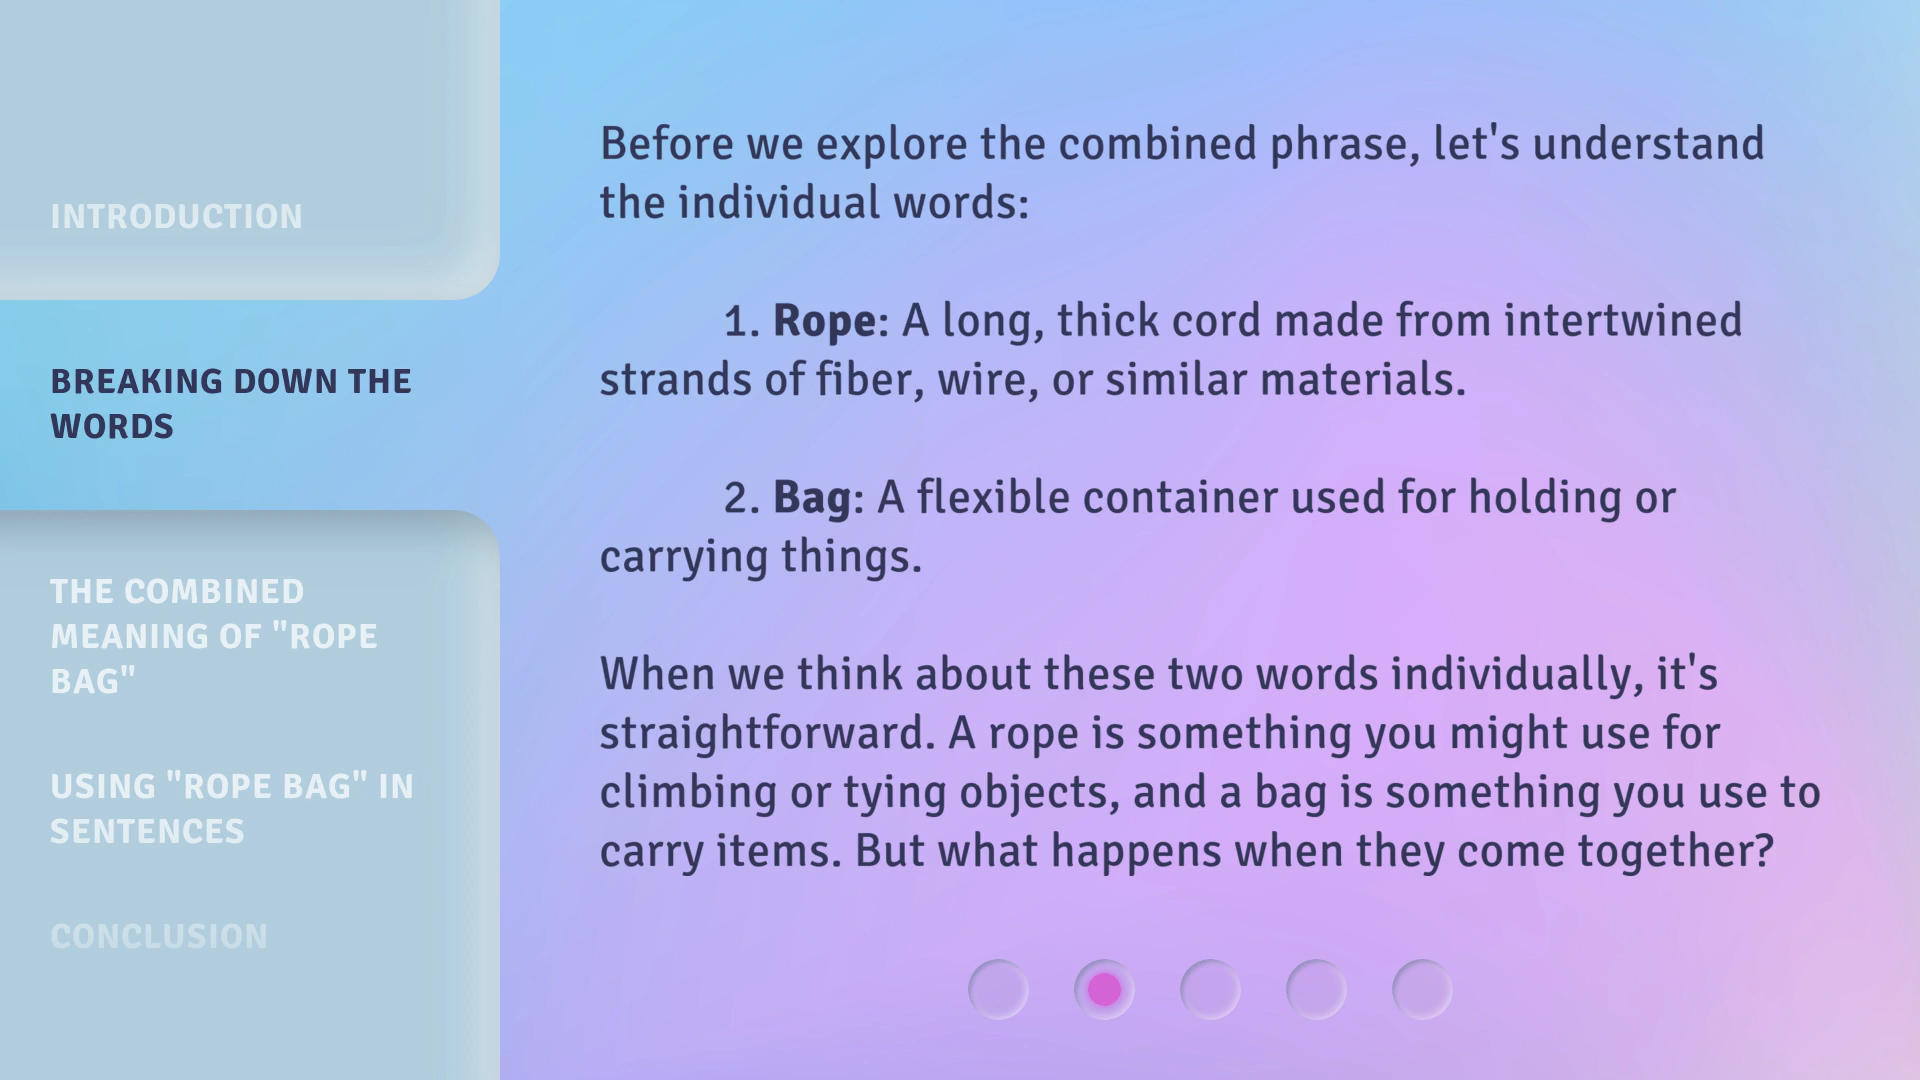 INTRODUCTION
BREAKING DOWN THE
WORDS
THE COMBINED
MEANING OF "ROPE
BAG"
USING "ROPE BAG" IN
SENTENCES
CONCLUSION
Before we explore the combined phrase, let's understand
the individual words:
1. Rope: A long, thick cord made from intertwined
strands of fiber, wire, or similar materials.
2. Bag: A flexible container used for holding or
carrying things.
When we think about these two words individually, it's
straightforward. A rope is something you might use for
climbing or tying objects, and a bag is something you use to
carry items. But what happens when they come together?